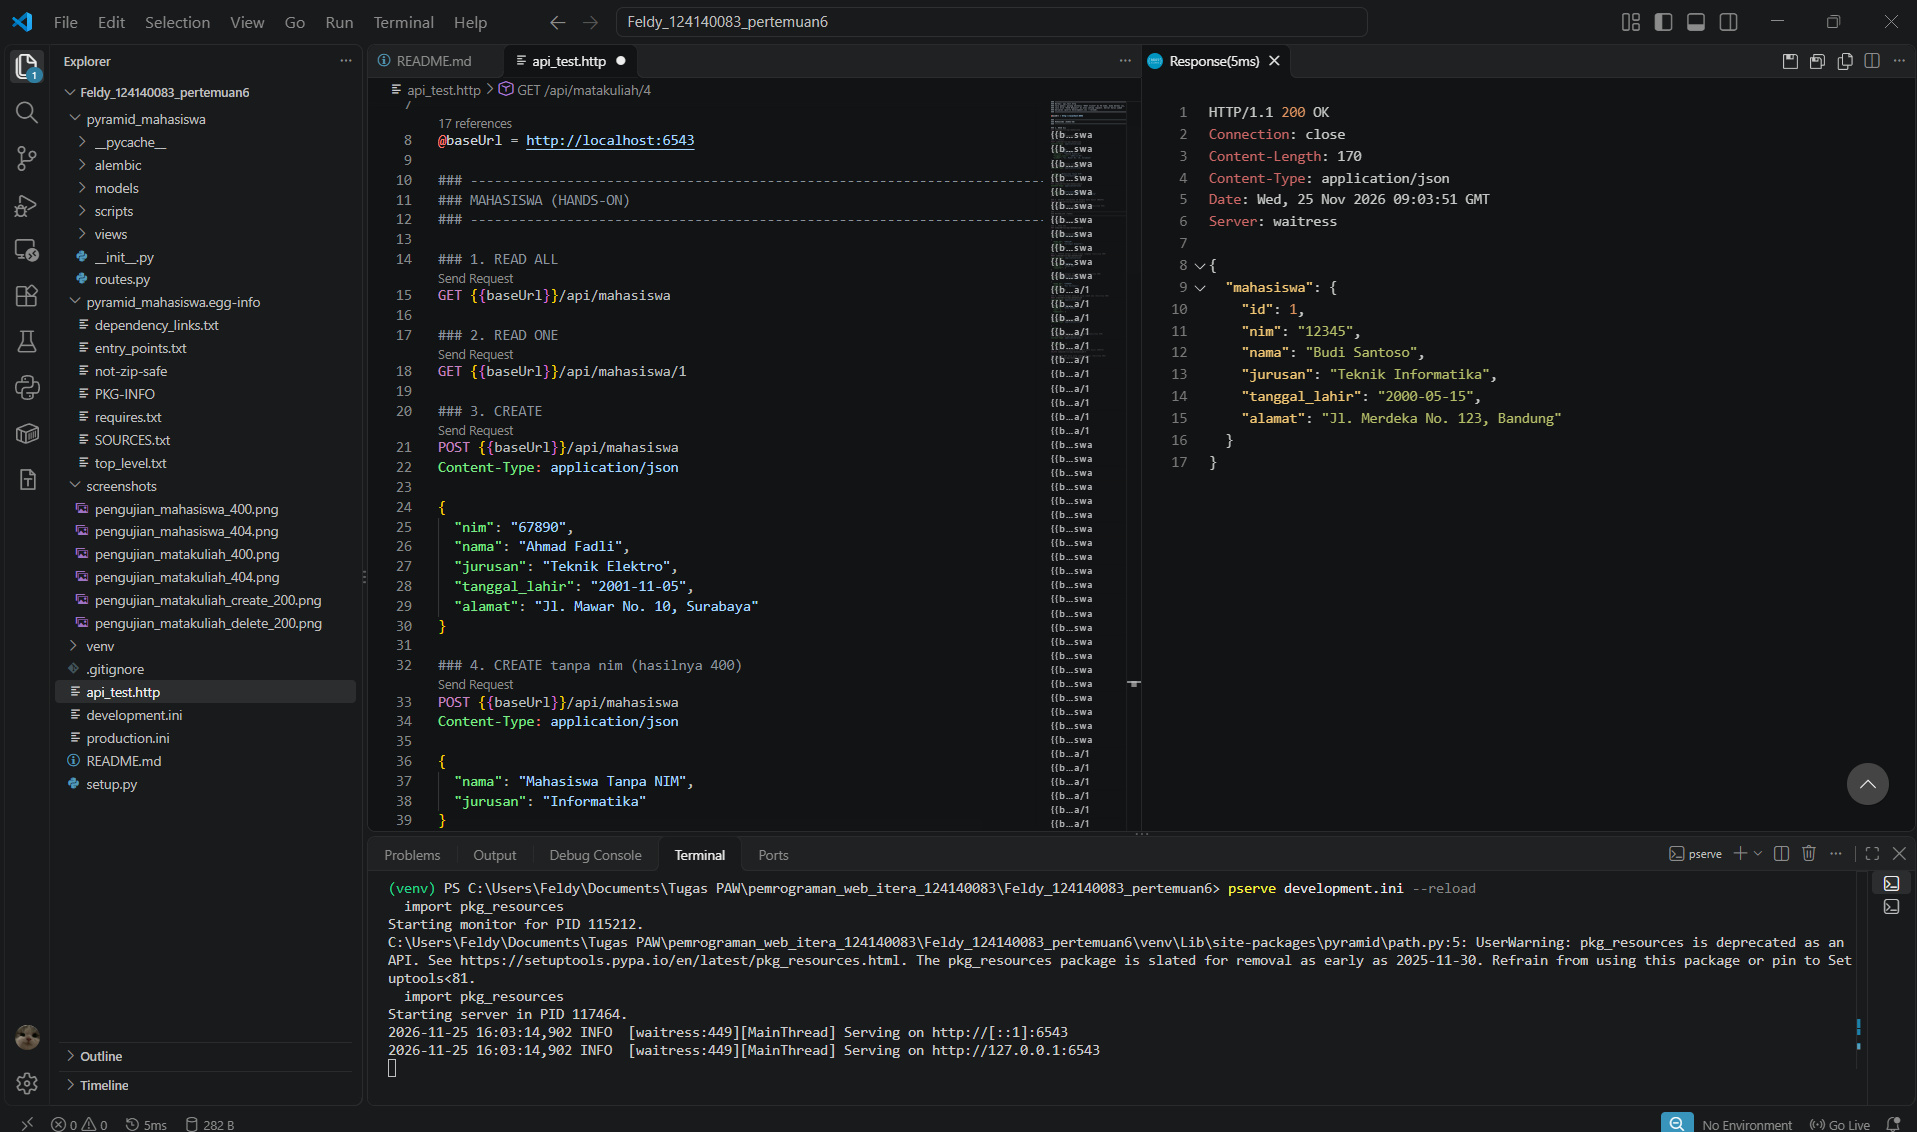 File Edit Selection View Go Run Terminal Help
Feldy_124140083_pertemuan6
Explorer
Feldy_124140083_pertemuan6
pyramid_mahasiswa
__pycache__
alembic
models
scripts
views
__init__.py
routes.py
pyramid_mahasiswa.egg-info
dependency_links.txt
entry_points.txt
not-zip-safe
PKG-INFO
requires.txt
SOURCES.txt
top_level.txt
screenshots
pengujian_mahasiswa_400.png
pengujian_mahasiswa_404.png
pengujian_matakuliah_400.png
pengujian_matakuliah_404.png
pengujian_matakuliah_create_200.png
pengujian_matakuliah_delete_200.png
venv
.gitignore
api_test.http
development.ini
production.ini
README.md
setup.py
Outline
Timeline
1
README.md
api_test.http
api_test.http > GET /api/matakuliah/4
7
17 references
8 @baseUrl = http://localhost:6543
9
10 ### -----------------------------------------------------------------------
11 ### MAHASISWA (HANDS-ON)
12 ### -----------------------------------------------------------------------
13
14 ### 1. READ ALL
Send Request
15 GET {{baseUrl}}/api/mahasiswa
16
17 ### 2. READ ONE
Send Request
18 GET {{baseUrl}}/api/mahasiswa/1
19
20 ### 3. CREATE
Send Request
21 POST {{baseUrl}}/api/mahasiswa
22 Content-Type: application/json
23
24 {
25 "nim": "67890",
26 "nama": "Ahmad Fadli",
27 "jurusan": "Teknik Elektro",
28 "tanggal_lahir": "2001-11-05",
29 "alamat": "Jl. Mawar No. 10, Surabaya"
30 }
31
32 ### 4. CREATE tanpa nim (hasilnya 400)
Send Request
33 POST {{baseUrl}}/api/mahasiswa
34 Content-Type: application/json
35
36 {
37 "nama": "Mahasiswa Tanpa NIM",
38 "jurusan": "Informatika"
39 }
Response(5ms)
1 HTTP/1.1 200 OK
2 Connection: close
3 Content-Length: 170
4 Content-Type: application/json
5 Date: Wed, 25 Nov 2026 09:03:51 GMT
6 Server: waitress
7
8 {
9 "mahasiswa": {
10 "id": 1,
11 "nim": "12345",
12 "nama": "Budi Santoso",
13 "jurusan": "Teknik Informatika",
14 "tanggal_lahir": "2000-05-15",
15 "alamat": "Jl. Merdeka No. 123, Bandung"
16 }
17 }
Problems Output Debug Console Terminal Ports
pserve
(venv) PS C:\Users\Feldy\Documents\Tugas PAW\pemrograman_web_itera_124140083\Feldy_124140083_pertemuan6> pserve development.ini --reload
import pkg_resources
Starting monitor for PID 115212.
C:\Users\Feldy\Documents\Tugas PAW\pemrograman_web_itera_124140083\Feldy_124140083_pertemuan6\venv\Lib\site-packages\pyramid\path.py:5: UserWarning: pkg_resources is deprecated as an
API. See https://setuptools.pypa.io/en/latest/pkg_resources.html. The pkg_resources package is slated for removal as early as 2025-11-30. Refrain from using this package or pin to Set
uptools<81.
import pkg_resources
Starting server in PID 117464.
2026-11-25 16:03:14,902 INFO [waitress:449][MainThread] Serving on http://[::1]:6543
2026-11-25 16:03:14,902 INFO [waitress:449][MainThread] Serving on http://127.0.0.1:6543
0 0 5ms 282 B
No Environment Go Live